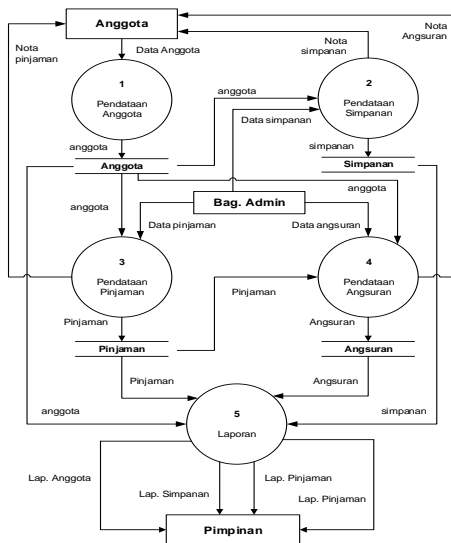 Anggota
Nota
pinjaman
Data Anggota
Nota
simpanan
Nota
Angsuran
1
Pendataan
Anggota
anggota
2
Pendataan
Simpanan
Data simpanan
anggota
simpanan
Anggota
Simpanan
anggota
anggota
Bag. Admin
Data pinjaman
Data angsuran
3
Pendataan
Pinjaman
4
Pendataan
Angsuran
Pinjaman
Pinjaman
Angsuran
Pinjaman
Angsuran
Pinjaman
Angsuran
5
Laporan
anggota
simpanan
Lap. Anggota
Lap. Simpanan
Lap. Pinjaman
Lap. Pinjaman
Pimpinan